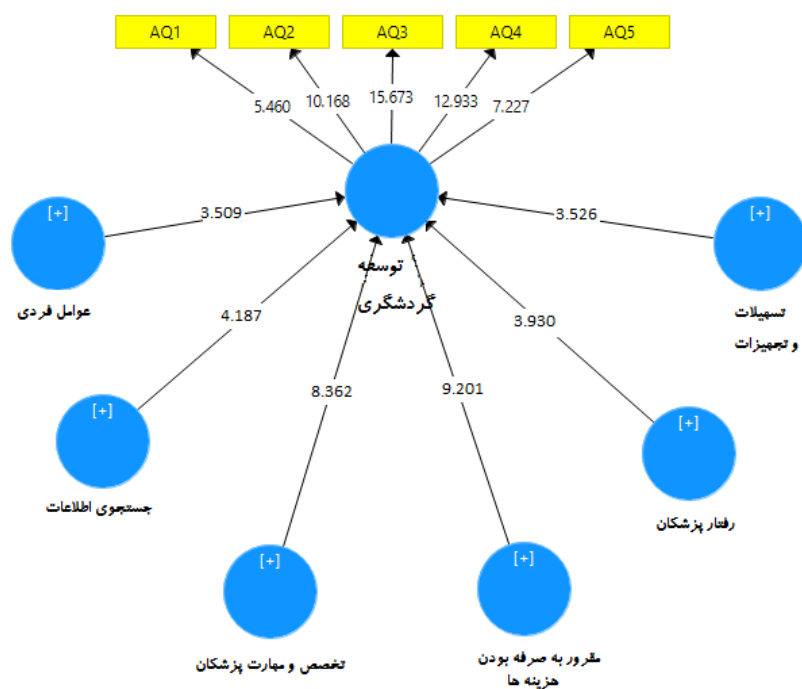 AQ1 AQ2 AQ3 AQ4 AQ5
5.460 10.168 15.673 12.933 7.227
[+] [+]
3.509 3.526
توسعه
گردشگری
عوامل فردی
تسهیلات
و تجهیزات
4.187 3.930
8.362 9.201
[+] [+]
جستجوی اطلاعات
رفتار پزشکان
[+] [+]
تخصص و مهارت پزشکان
مقرور به صرفه بودن
هزینه ها